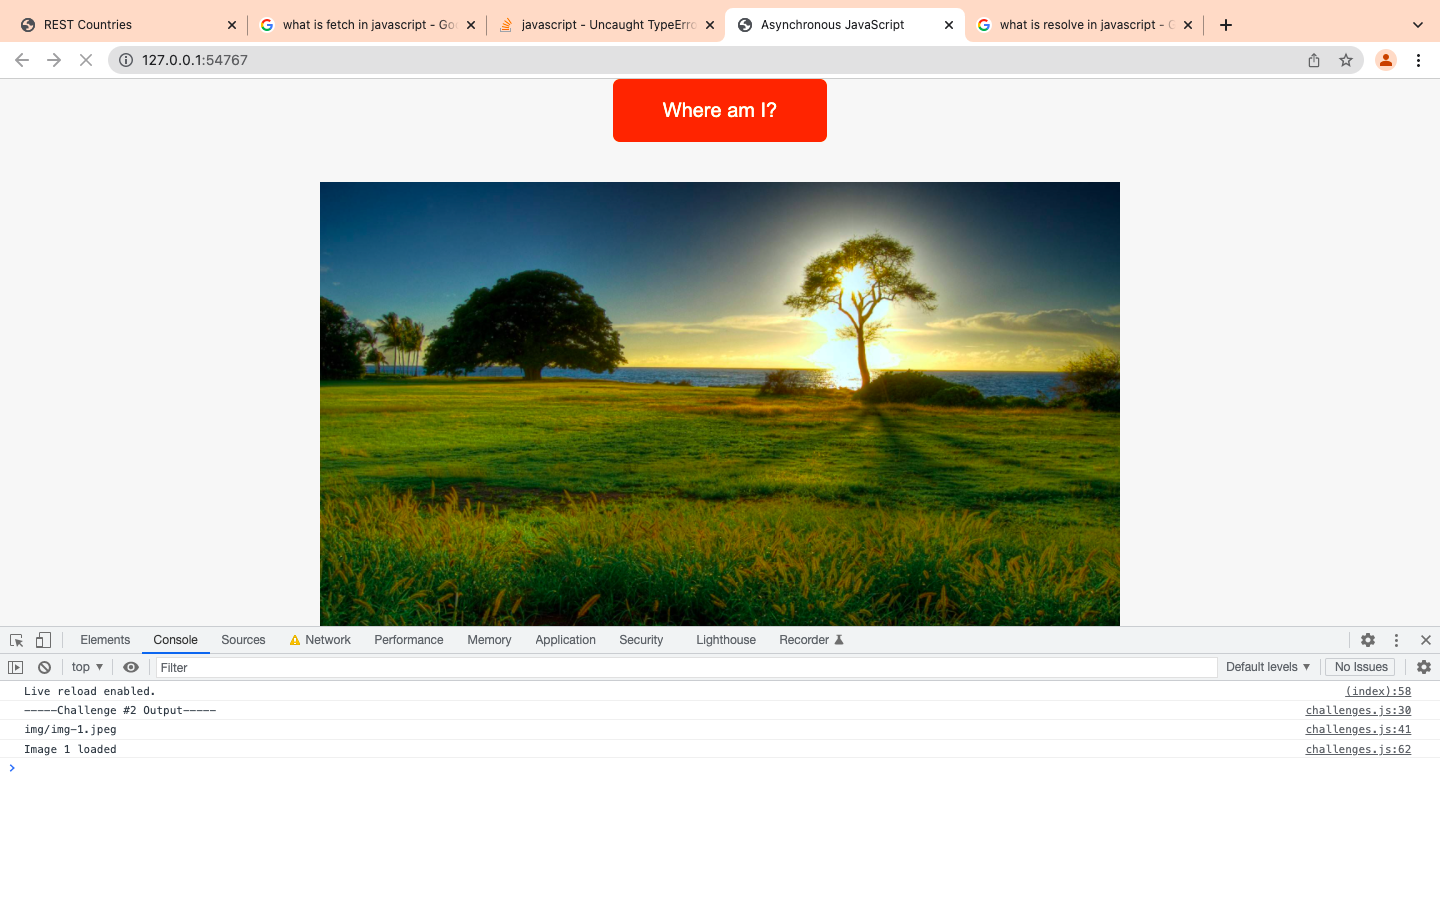 REST Countries
what is fetch in javascript - Goo
javascript - Uncaught TypeErro
Asynchronous JavaScript
what is resolve in javascript - G
127.0.0.1:54767
Where am I?
Elements Console Sources Network Performance Memory Application Security Lighthouse Recorder
top Filter Default levels No Issues
Live reload enabled. (index):58
-----Challenge #2 Output----- challenges.js:30
img/img-1.jpeg challenges.js:41
Image 1 loaded challenges.js:62